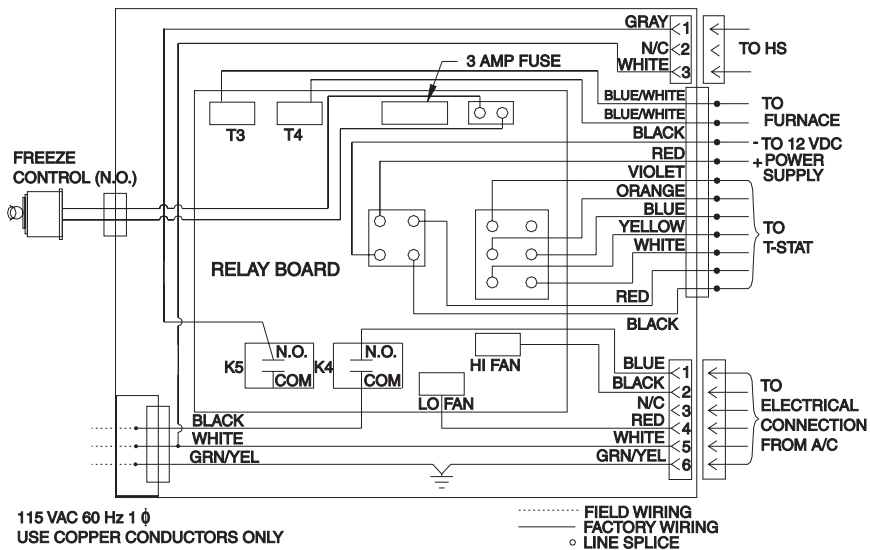 GRAY
1
N/C
2
TO HS
WHITE
3
3 AMP FUSE
BLUE/WHITE
TO
FURNACE
BLUE/WHITE
T3
T4
BLACK
- TO 12 VDC
RED
+ POWER
SUPPLY
FREEZE
CONTROL (N.O.)
VIOLET
ORANGE
BLUE
YELLOW
TO
T-STAT
WHITE
RELAY BOARD
RED
BLACK
K5
N.O.
COM
K4
N.O.
COM
HI FAN
LO FAN
BLUE
1
BLACK
2
N/C
3
RED
4
WHITE
5
GRN/YEL
6
TO
ELECTRICAL
CONNECTION
FROM A/C
BLACK
WHITE
GRN/YEL
115 VAC 60 Hz 1 ϕ
USE COPPER CONDUCTORS ONLY
FIELD WIRING
FACTORY WIRING
LINE SPLICE